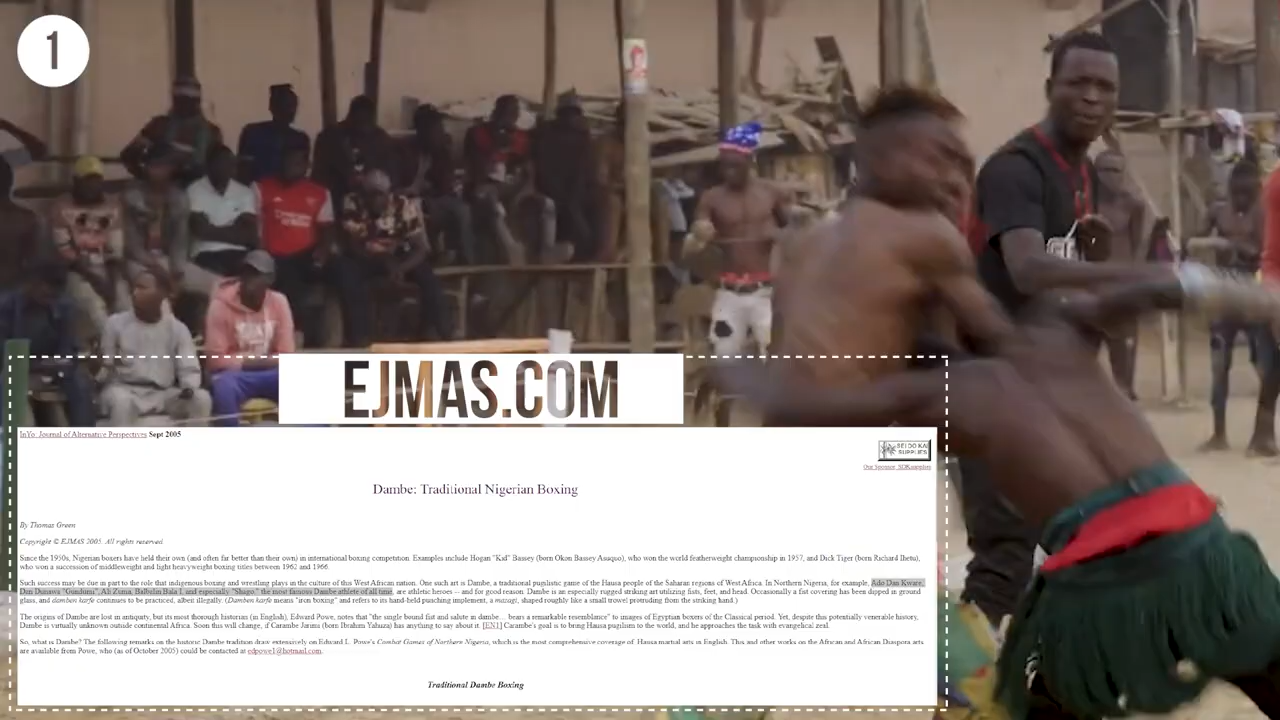 1
EJMAS.COM
InYo: Journal of Alternative Perspectives Sept 2005
SEI DO KAI
SUPPLIES
Our Sponsor, SDKsupplies
Dambe: Traditional Nigerian Boxing
By Thomas Green
Copyright © EJMAS 2005. All rights reserved.
Since the 1950s, Nigerian boxers have held their own (and often far better than their own) in international boxing competition. Examples include Hogan "Kid" Bassey (born Okon Bassey Asuquo), who won the world featherweight championship in 1957, and Dick Tiger (born Richard Ihetu),
who won a succession of middleweight and light heavyweight boxing titles between 1962 and 1966.
Such success may be due in part to the role that indigenous boxing and wrestling plays in the culture of this West African nation. One such art is Dambe, a traditional pugilistic game of the Hausa people of the Saharan regions of West Africa. In Northern Nigeria, for example, Ado Dan Kware,
Dan Dunawa "Gundumi", Ali Zuma, Balbalin Bala I, and especially "Shago," the most famous Dambe athlete of all time, are athletic heroes -- and for good reason. Dambe is an especially rugged striking art utilizing fists, feet, and head. Occasionally a fist covering has been dipped in ground
glass, and damben karfe continues to be practiced, albeit illegally. (Damben karfe means "iron boxing" and refers to its hand-held punching implement, a mazagi, shaped roughly like a small trowel protruding from the striking hand.)
The origins of Dambe are lost in antiquity, but its most thorough historian (in English), Edward Powe, notes that "the single bound fist and salute in dambe... bears a remarkable resemblance" to images of Egyptian boxers of the Classical period. Yet, despite this potentially venerable history,
Dambe is virtually unknown outside continental Africa. Soon this will change, if Carambe Jaruma (born Ibrahim Yahuza) has anything to say about it. [EN1] Carambe's goal is to bring Hausa pugilism to the world, and he approaches the task with evangelical zeal.
So, what is Dambe? The following remarks on the historic Dambe tradition draw extensively on Edward L. Powe's Combat Games of Northern Nigeria, which is the most comprehensive coverage of Hausa martial arts in English. This and other works on the African and African Diaspora arts
are available from Powe, who (as of October 2005) could be contacted at edpowe1@hotmail.com.
Traditional Dambe Boxing